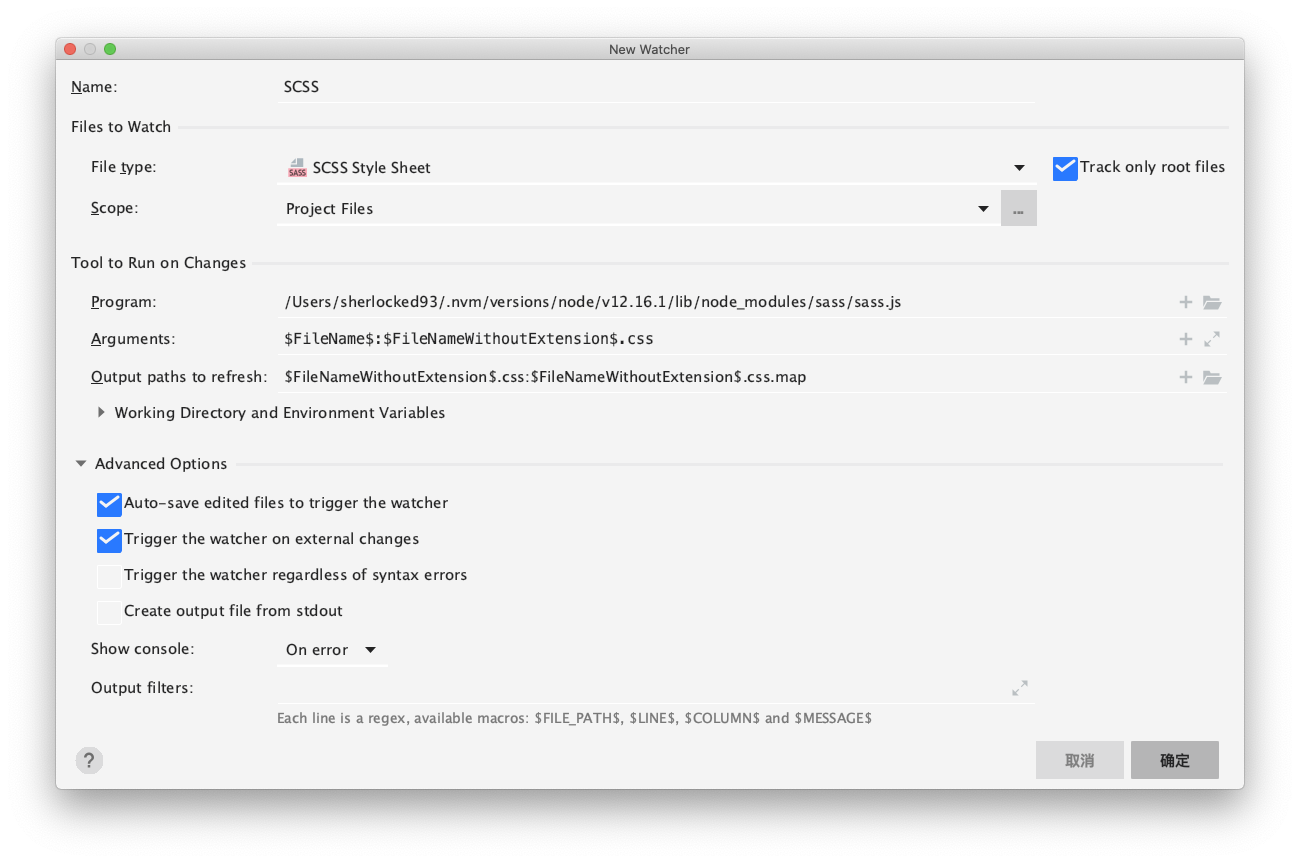 New Watcher
Name: SCSS
Files to Watch
File type: SASS SCSS Style Sheet Track only root files
Scope: Project Files ...
Tool to Run on Changes
Program: /Users/sherlocked93/.nvm/versions/node/v12.16.1/lib/node_modules/sass/sass.js
Arguments: $FileName$:$FileNameWithoutExtension$.css
Output paths to refresh: $FileNameWithoutExtension$.css:$FileNameWithoutExtension$.css.map
Working Directory and Environment Variables
Advanced Options
Auto-save edited files to trigger the watcher
Trigger the watcher on external changes
Trigger the watcher regardless of syntax errors
Create output file from stdout
Show console: On error
Output filters:
Each line is a regex, available macros: $FILE_PATH$, $LINE$, $COLUMN$ and $MESSAGE$
? 取消 确定